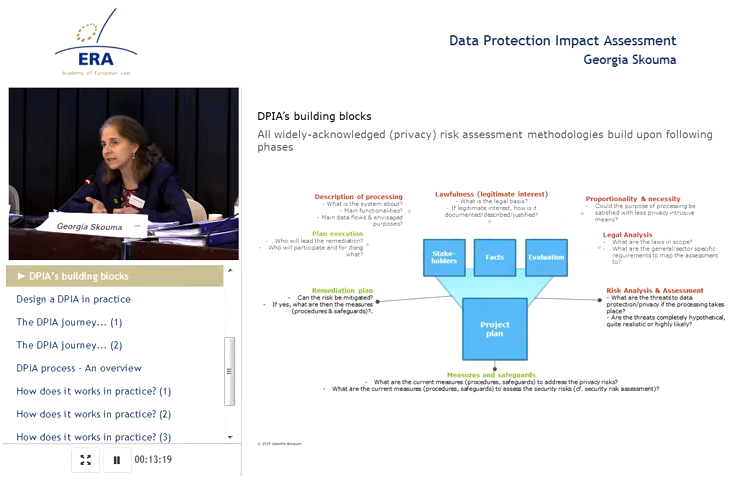 ERA
Academy of European Law
Data Protection Impact Assessment
Georgia Skouma
Georgia Skouma
► DPIA's building blocks
Design a DPIA in practice
The DPIA journey... (1)
The DPIA journey... (2)
DPIA process - An overview
How does it works in practice? (1)
How does it works in practice? (2)
How does it works in practice? (3)
00:13:19
DPIA's building blocks
All widely-acknowledged (privacy) risk assessment methodologies build upon following
phases
Description of processing
- What is the system about?
- Main functionalities?
- Main data flows & envisaged
purposes?
Lawfulness (legitimate interest)
- What is the legal basis?
- If legitimate interest, how is it
documented/described/justified?
Proportionality & necessity
- Could the purpose of processing be
satisfied with less privacy intrusive
means?
Plan execution
- Who will lead the remediation?
- Who will participate and for doing
what?
Legal Analysis
- What are the laws in scope?
- What are the general/sector specific
requirements to map the assessment
to?
Stake-
holders
Facts
Evaluation
Remediation plan
- Can the risk be mitigated?
- If yes, what are then the measures
(procedures & safeguards)?.
Risk Analysis & Assessment
- What are the threats to data
protection/privacy if the processing takes
place?
- Are the threats completely hypothetical,
quite realistic or highly likely?
Project
plan
Measures and safeguards
- What are the current measures (procedures, safeguards) to address the privacy risks?
- What are the current measures (procedures, safeguards) to assess the security risks (cf. security risk assessment)?